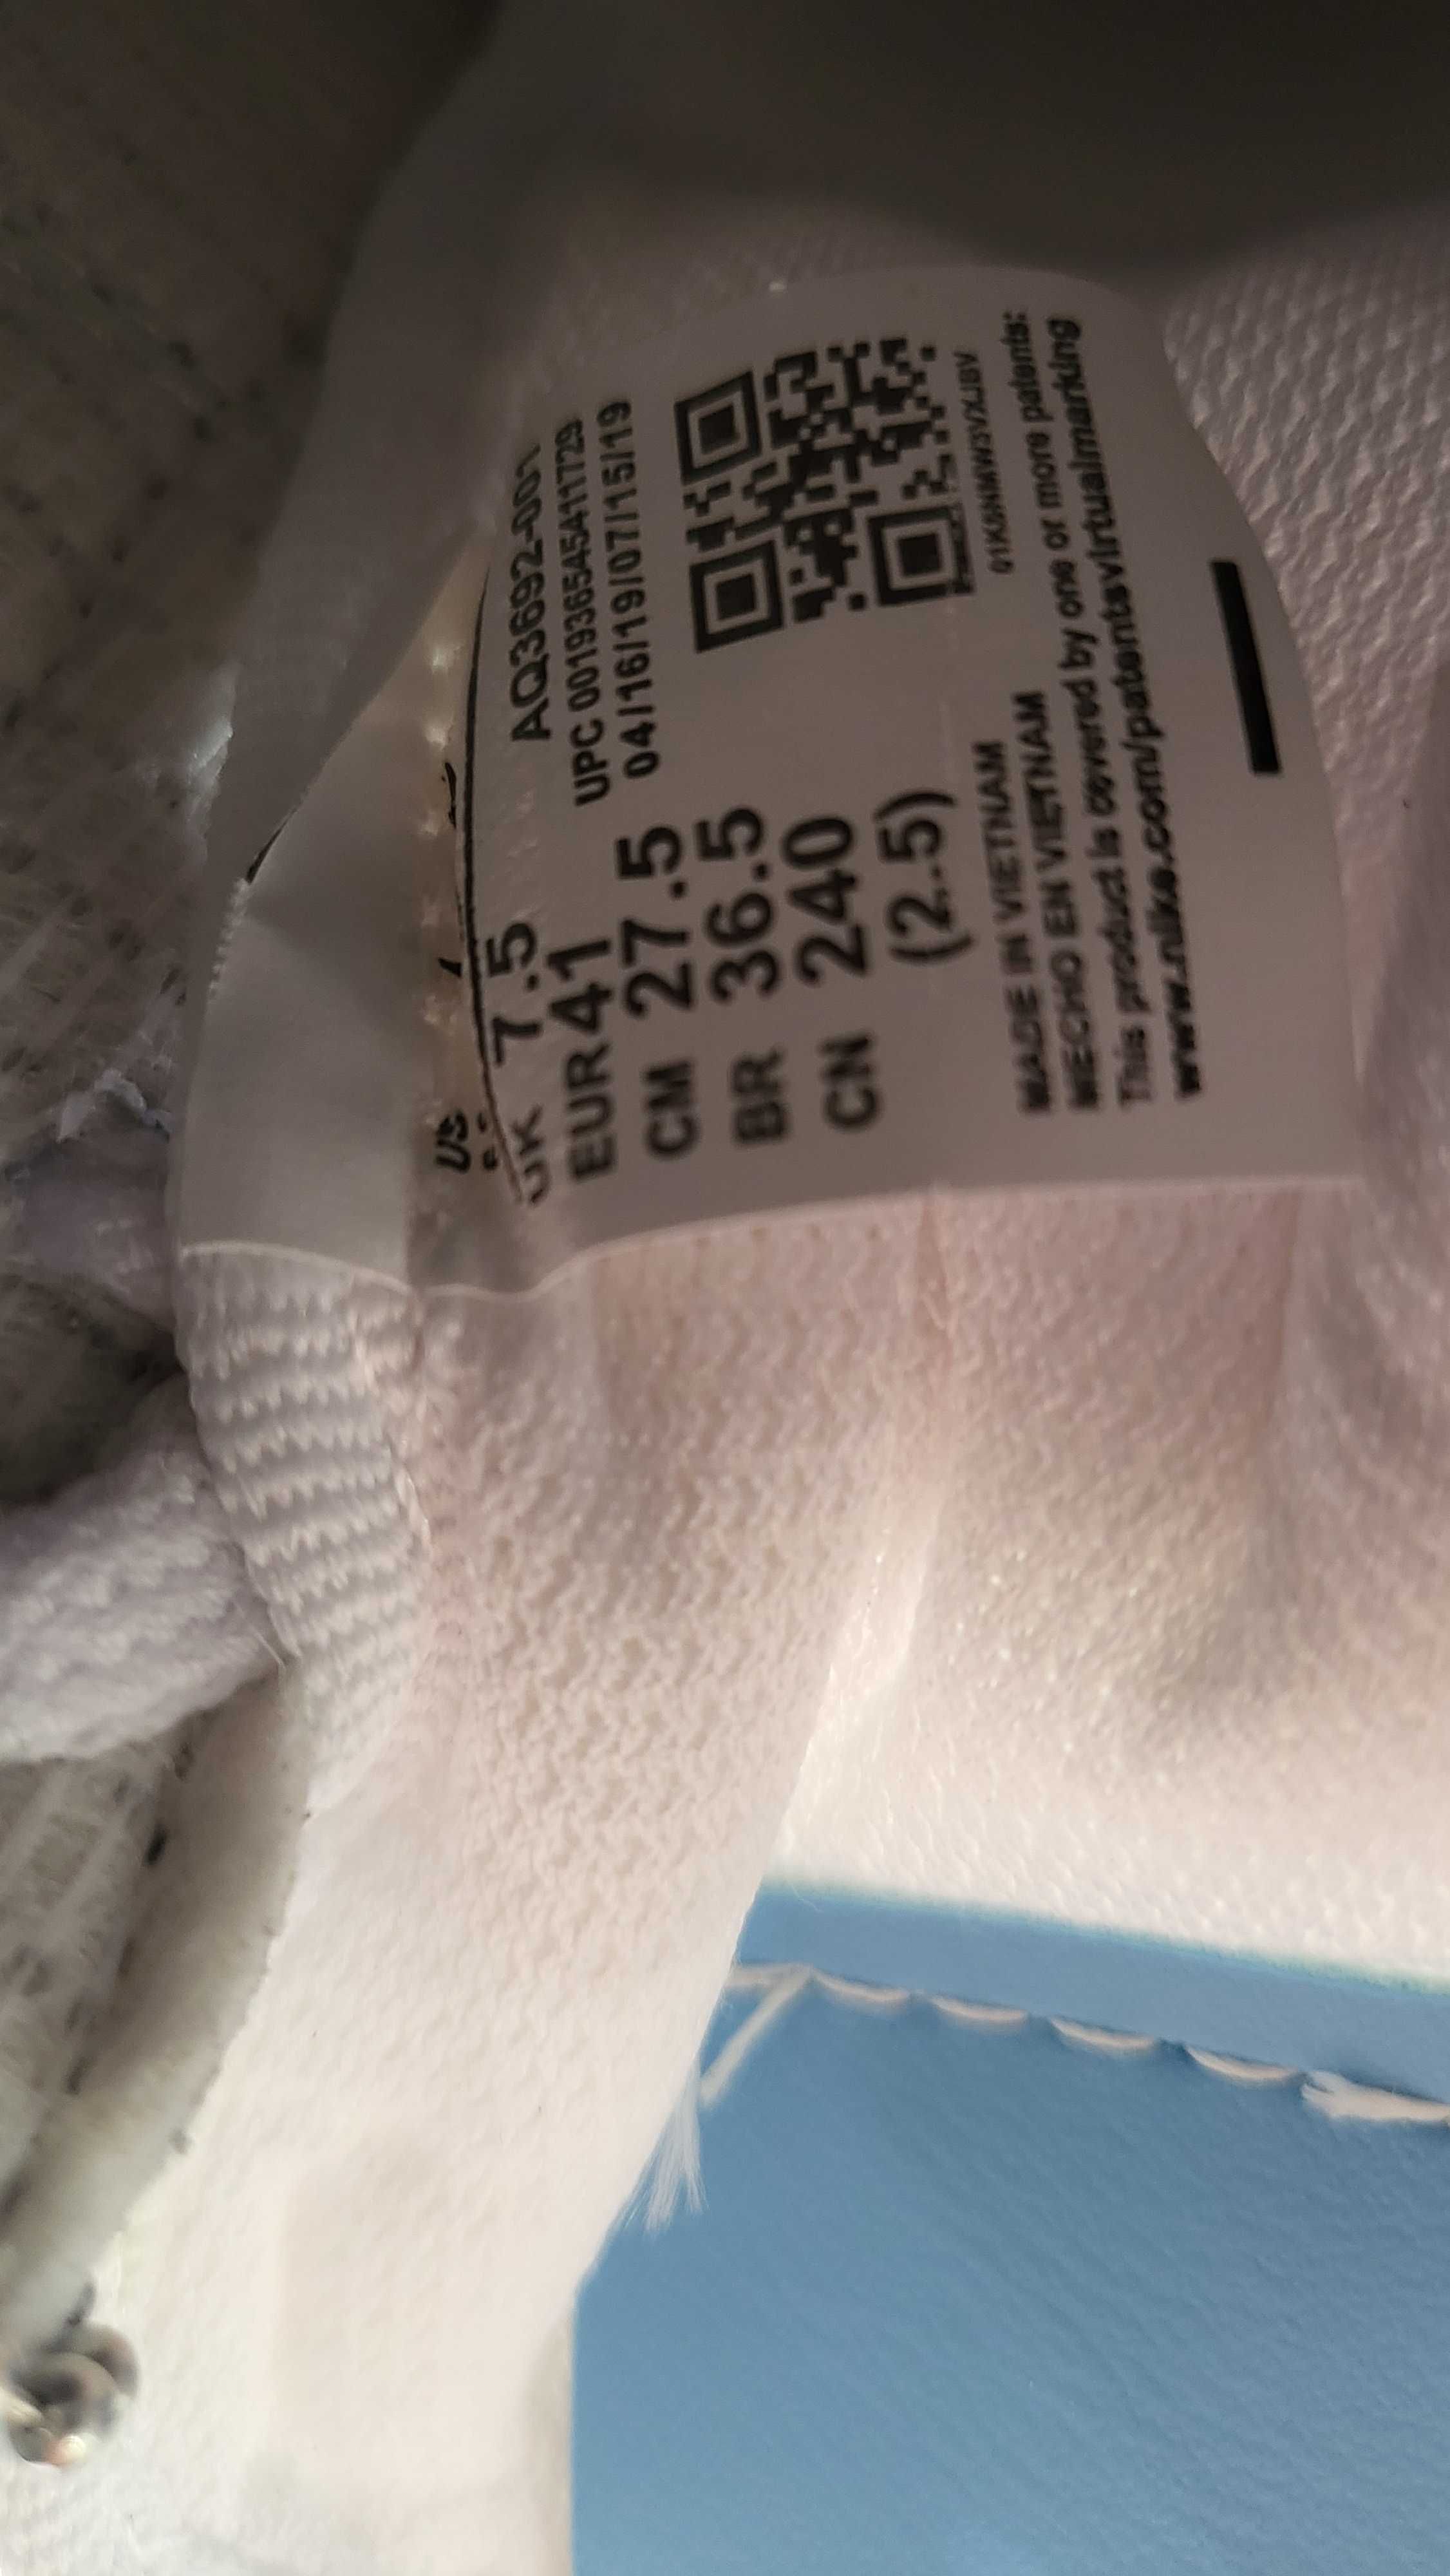 US
UK 7.5
EUR 41
CM 27.5
BR 36.5
CN 240
(2.5)
AQ3692-001
UPC 00193654541172
04/16/19/07/15/19
MADE IN VIETNAM
HECHO EN VIETNAM
This product is covered by one or more patents:
www.nike.com/patentsvirtualmarking